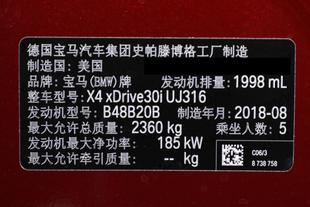 德国宝马汽车集团史帕滕博格工厂制造
制造国：美国
品牌：宝马(BMW)牌 发动机排量：1998 mL
整车型号：X4 xDrive30i UJ316
发动机型号：B48B20B 制造年月：2018-08
最大允许总质量：2360 kg 乘坐人数：5
发动机最大净功率：185 kW
最大允许牵引质量：-- kg
C06/3
8 738 758